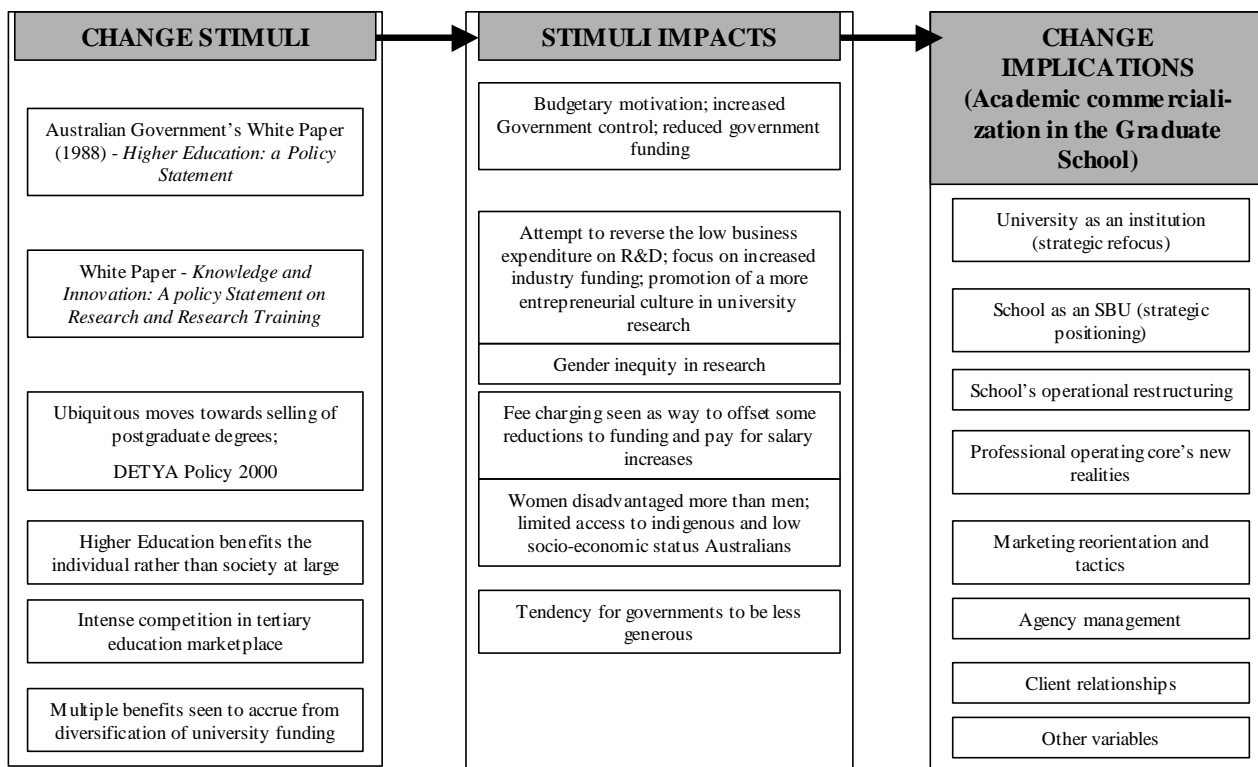 CHANGE STIMULI
Australian Government's White Paper
(1988) - Higher Education: a Policy
Statement
White Paper - Knowledge and
Innovation: A policy Statement on
Research and Research Training
Ubiquitous moves towards selling of
postgraduate degrees;
DETYA Policy 2000
Higher Education benefits the
individual rather than society at large
Intense competition in tertiary
education marketplace
Multiple benefits seen to accrue from
diversification of university funding
STIMULI IMPACTS
Budgetary motivation; increased
Government control; reduced government
funding
Attempt to reverse the low business
expenditure on R&D; focus on increased
industry funding; promotion of a more
entrepreneurial culture in university
research
Gender inequity in research
Fee charging seen as way to offset some
reductions to funding and pay for salary
increases
Women disadvantaged more than men;
limited access to indigenous and low
socio-economic status Australians
Tendency for governments to be less
generous
CHANGE
IMPLICATIONS
(Academic commerciali-
zation in the Graduate
School)
University as an institution
(strategic refocus)
School as an SBU (strategic
positioning)
School's operational restructuring
Professional operating core's new
realities
Marketing reorientation and
tactics
Agency management
Client relationships
Other variables